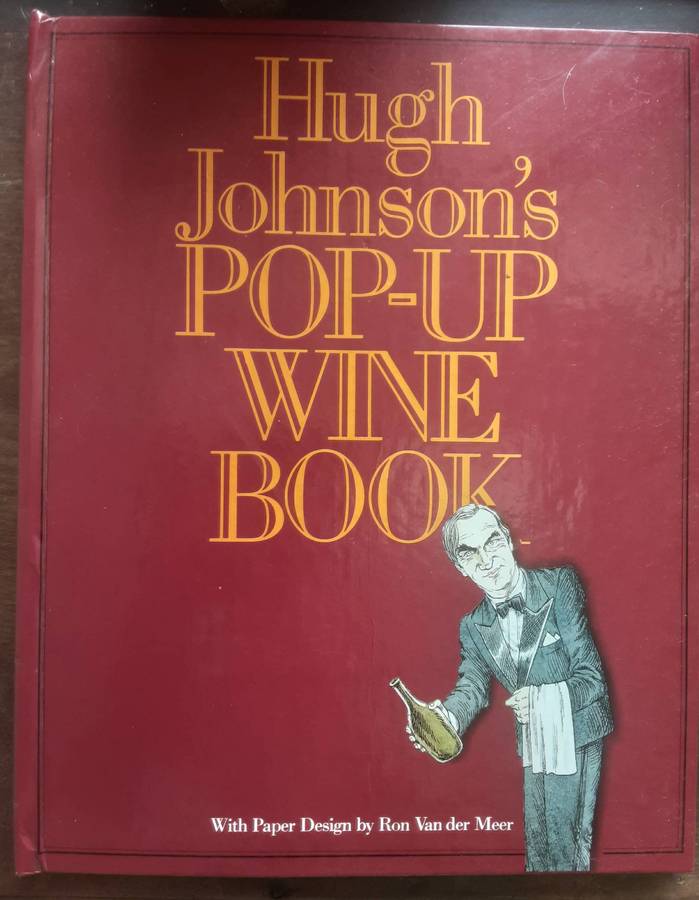 Hugh
Johnson's
POP-UP
WINE
BOOK
With Paper Design by Ron Van der Meer